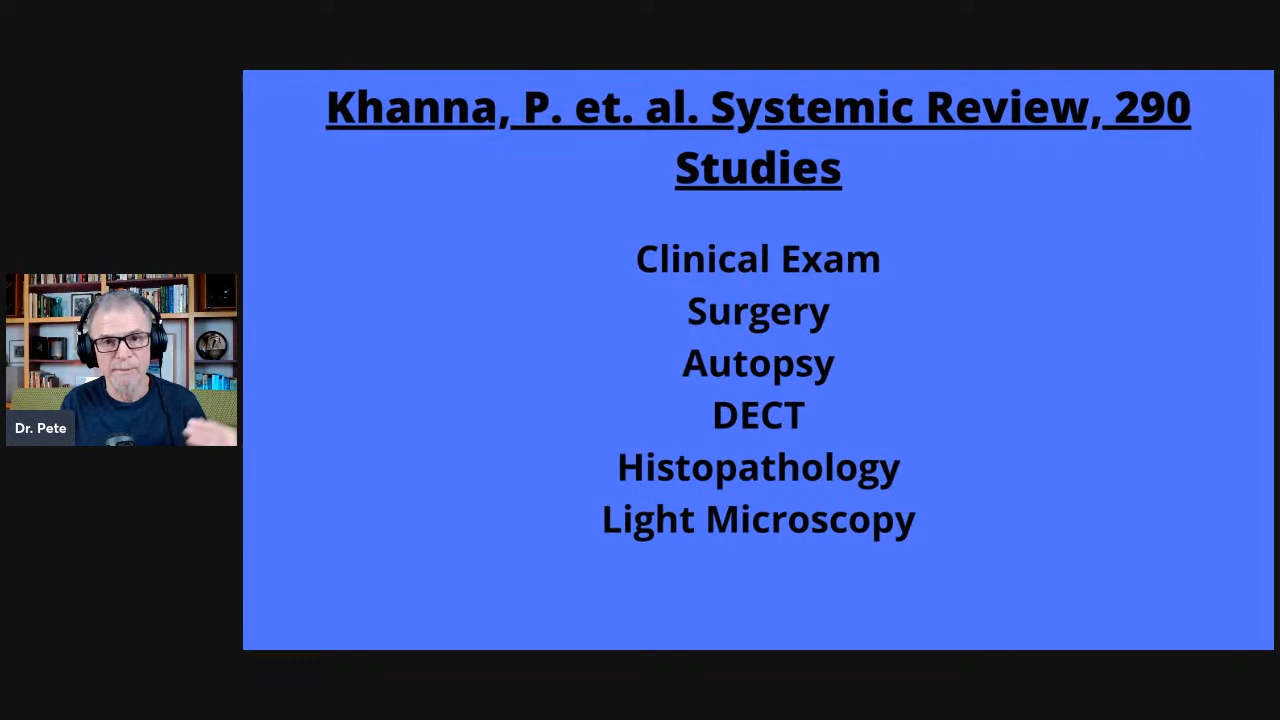 Khanna, P. et. al. Systemic Review, 290
Studies
Clinical Exam
Surgery
Autopsy
DECT
Histopathology
Light Microscopy
Dr. Pete